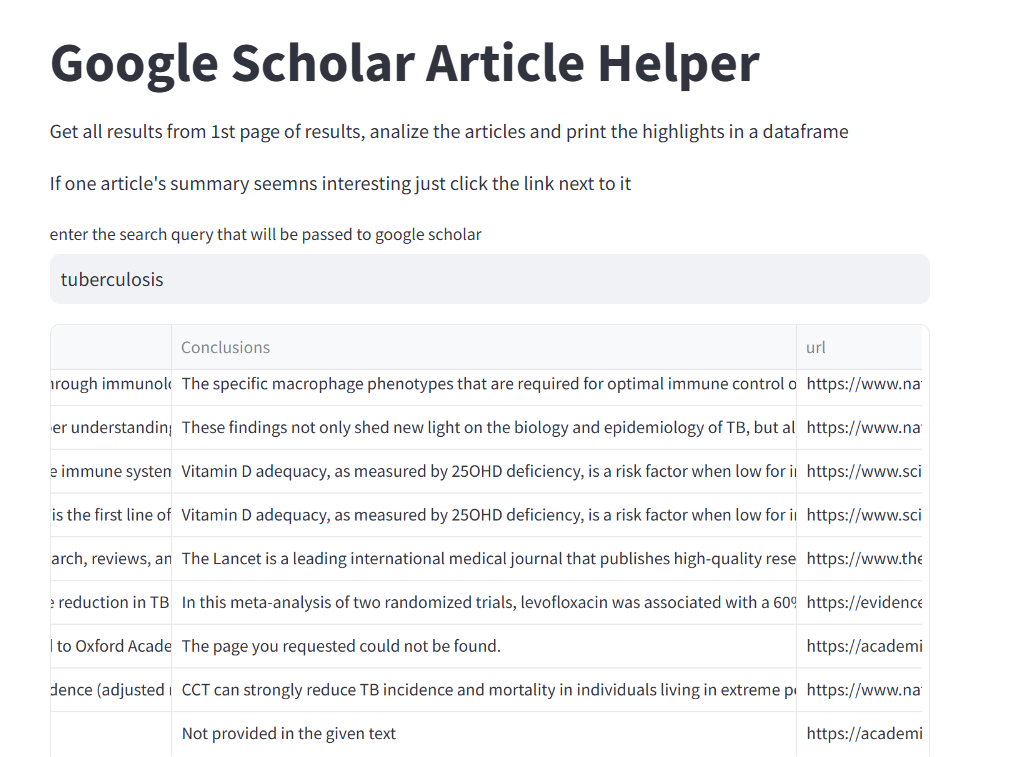 Google Scholar Article Helper
Get all results from 1st page of results, analize the articles and print the highlights in a dataframe
If one article's summary seemns interesting just click the link next to it
enter the search query that will be passed to google scholar
tuberculosis
Conclusions url
hrough immunolo The specific macrophage phenotypes that are required for optimal immune control o https://www.na
er understanding These findings not only shed new light on the biology and epidemiology of TB, but al https://www.na
e immune system Vitamin D adequacy, as measured by 25OHD deficiency, is a risk factor when low for i https://www.sci
is the first line of Vitamin D adequacy, as measured by 25OHD deficiency, is a risk factor when low for i https://www.sci
arch, reviews, an The Lancet is a leading international medical journal that publishes high-quality rese https://www.the
e reduction in TB In this meta-analysis of two randomized trials, levofloxacin was associated with a 60% https://evidence
to Oxford Acade The page you requested could not be found. https://academi
dence (adjusted CCT can strongly reduce TB incidence and mortality in individuals living in extreme po https://www.na
Not provided in the given text https://academi